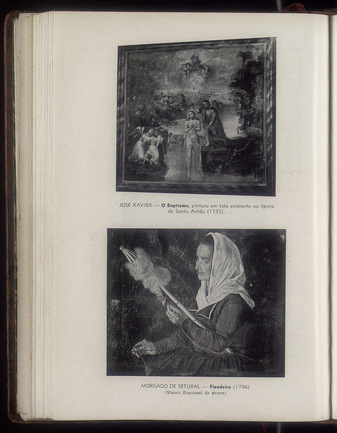 JOSÉ XAVIER — O Baptismo, pintura em tela existente na Igreja
de Santo Antão (1735).
MORGADO DE SETÚBAL — Fiandeira (1796)
(Museu Regional de Évora)